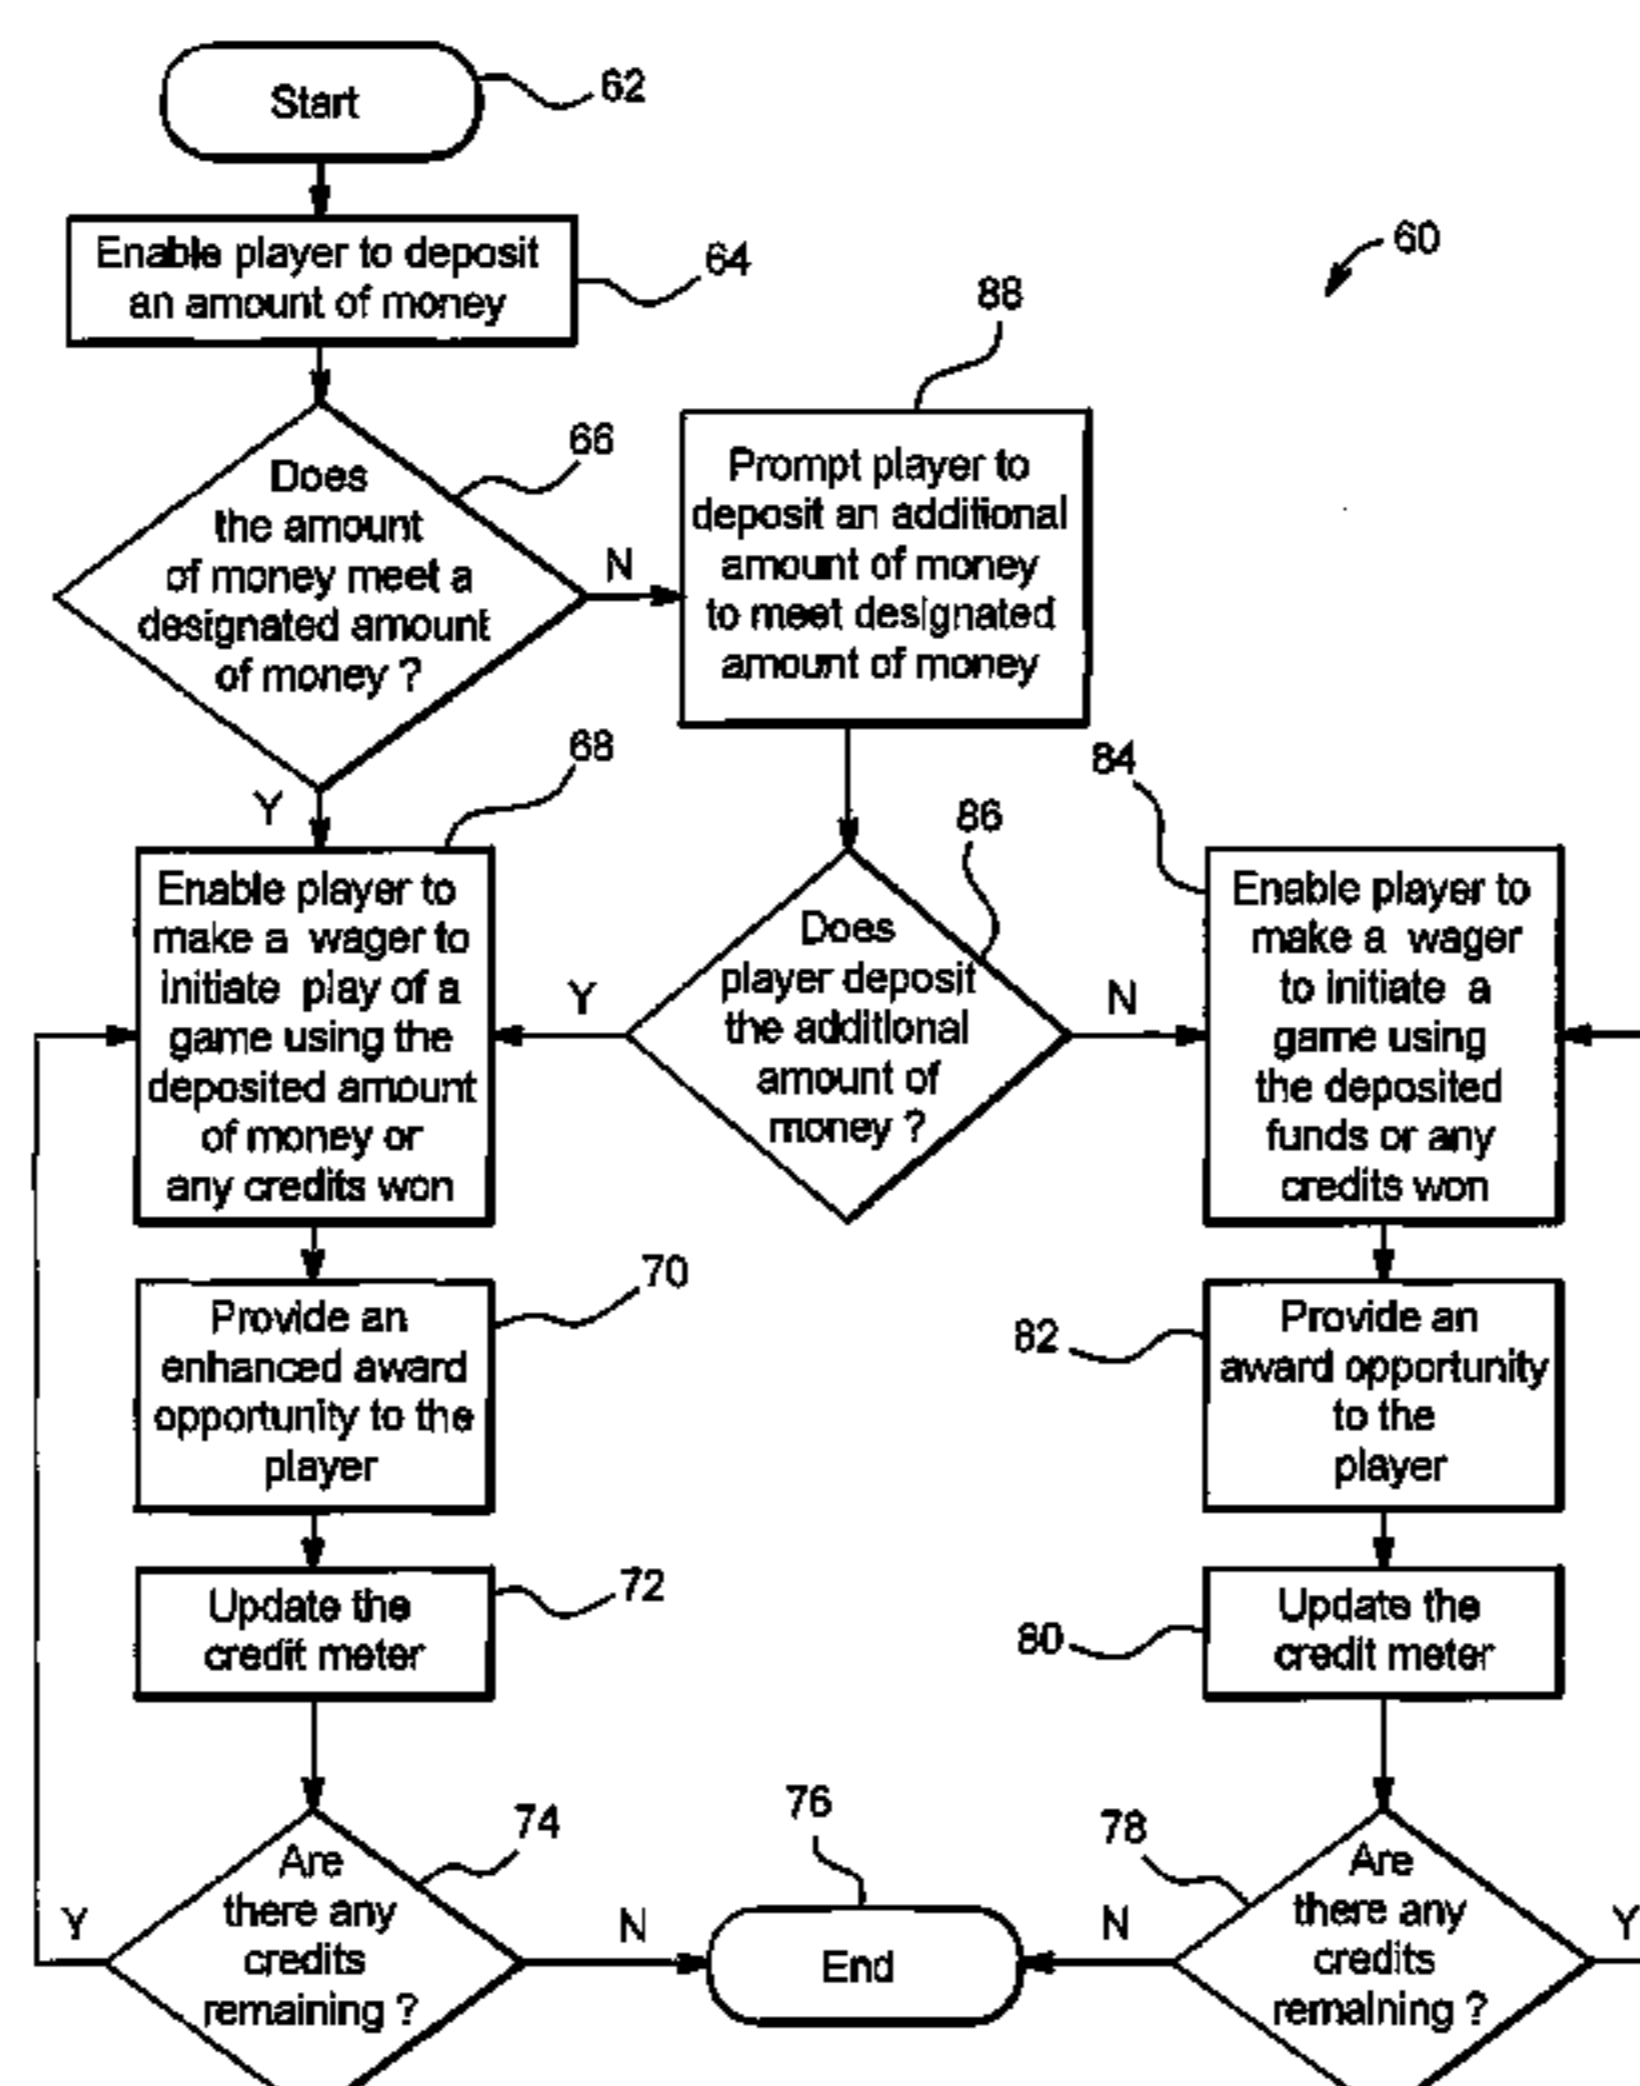 Start
62
Enable player to deposit
an amount of money
64
60
88
66
Does
the amount
of money meet a
designated amount
of money ?
N
Prompt player to
deposit an additional
amount of money
to meet designated
amount of money
Y
68
86
84
Enable player to
make a wager to
initiate play of a
game using the
deposited amount
of money or
any credits won
Y
Does
player deposit
the additional
amount of
money ?
N
Enable player to
make a wager
to initiate a
game using
the deposited
funds or any
credits won
Provide an
enhanced award
opportunity to the
player
70
82
Provide an
award opportunity
to the
player
Update the
credit meter
72
80
Update the
credit meter
Y
Are
there any
credits
remaining ?
74
N
76
End
N
78
Are
there any
credits
remaining ?
Y